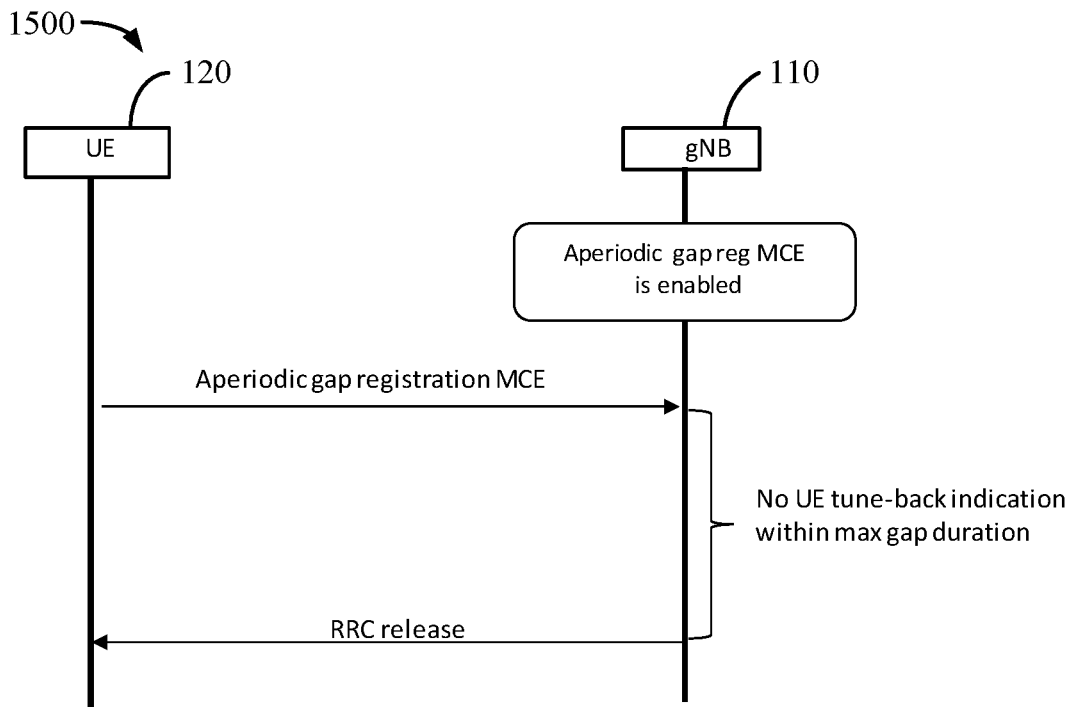 1500
120
110
UE
gNB
Aperiodic gap reg MCE
is enabled
Aperiodic gap registration MCE
No UE tune-back indication
within max gap duration
RRC release